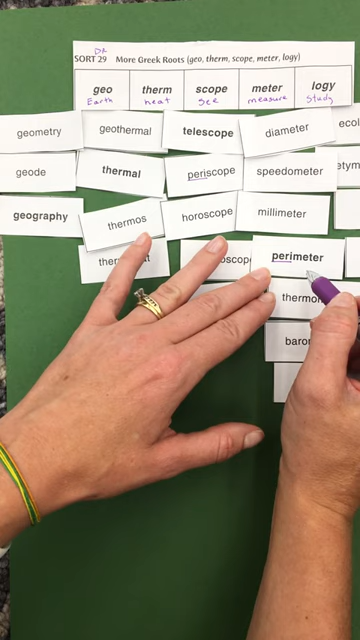 DR
SORT 29 More Greek Roots (geo, therm, scope, meter, logy)
geo therm scope meter logy
Earth heat See measure Study
geometry geothermal telescope diameter
geode thermal periscope speedometer
geography thermos horoscope millimeter
perimeter